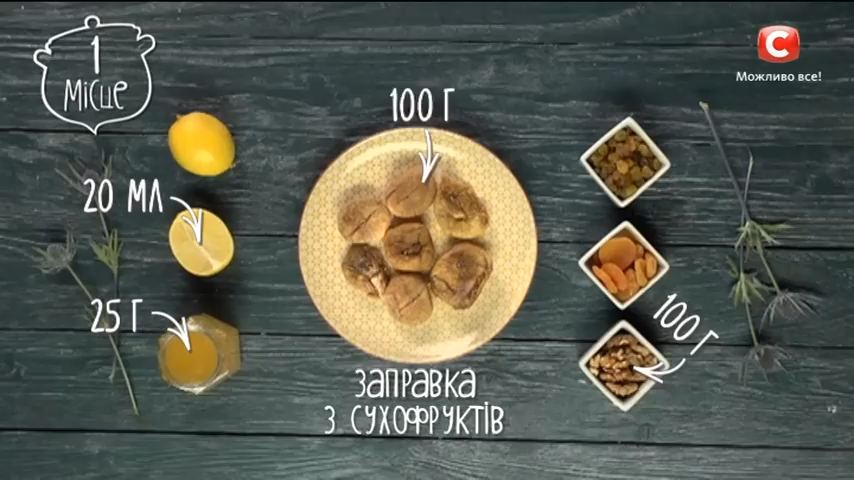 1
місце
Можливо все!
100 г
20 мл
25 г
100 г
заправка
з сухофруктів